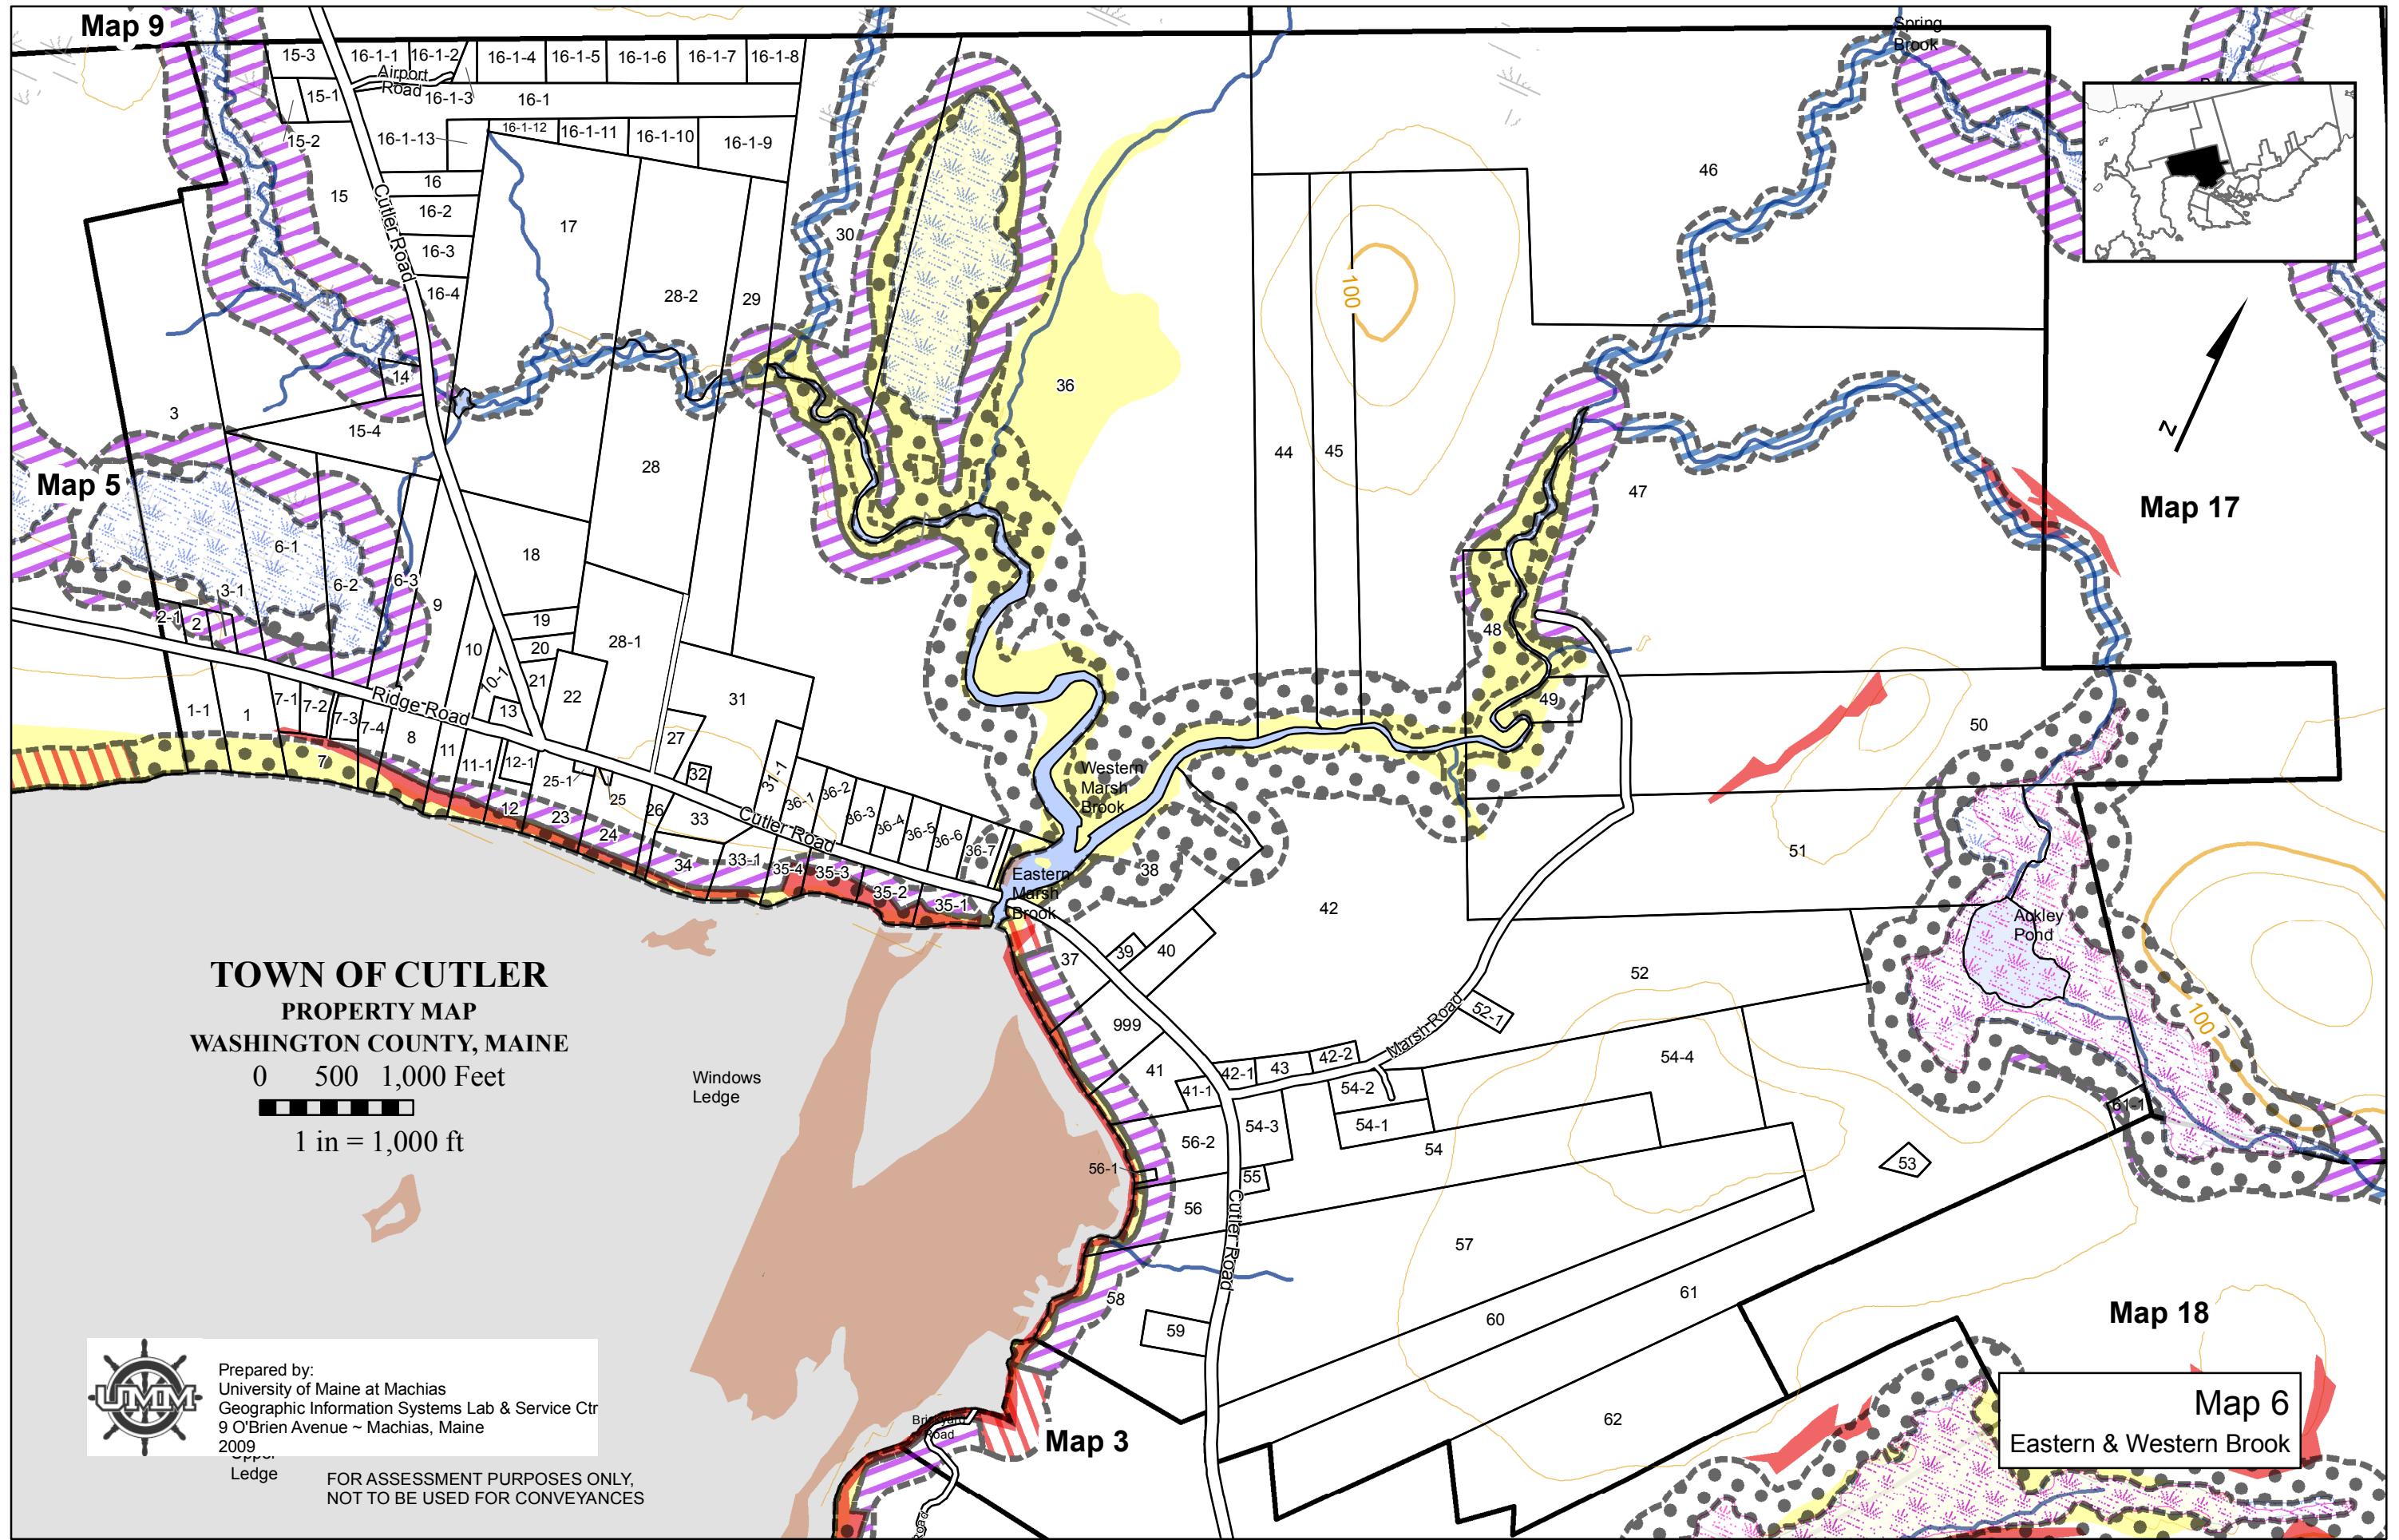 Map 9
Spring
Brook
15-3
16-1-1
16-1-2
16-1-4
16-1-5
16-1-6
16-1-7
16-1-8
Airport
Road
15-1
16-1-3
16-1
15-2
16-1-13
16-1-12
16-1-11
16-1-10
16-1-9
15
16
Cutler Road
16-2
16-3
16-4
17
30
46
28-2
29
100
14
36
3
15-4
44
45
28
47
Map 5
Map 17
N
6-1
18
6-2
6-3
3-1
9
2-1
2
19
20
28-1
48
10
10-1
21
22
31
49
50
1-1
1
7-1
7-2
7-3
7-4
Ridge Road
13
8
11
11-1
12-1
27
7
25-1
32
31-1
25
26
33
12
23
24
36-1
36-2
36-3
36-4
36-5
36-6
36-7
Cutler Road
34
33-1
35-4
35-3
35-2
35-1
Western
Marsh
Brook
Eastern
Marsh
Brook
38
51
42
Ackley
Pond
37
39
40
52
52-1
999
Marsh Road
100
41
41-1
42-1
43
42-2
54-2
54-4
54-1
54-3
54
56-2
56-1
55
56
53
61-1
Cutler Road
57
58
59
60
61
62
TOWN OF CUTLER
PROPERTY MAP
WASHINGTON COUNTY, MAINE
0 500 1,000 Feet
1 in = 1,000 ft
Windows
Ledge
UMM
Prepared by:
University of Maine at Machias
Geographic Information Systems Lab & Service Ctr
9 O'Brien Avenue ~ Machias, Maine
2009
Upper
Ledge
FOR ASSESSMENT PURPOSES ONLY,
NOT TO BE USED FOR CONVEYANCES
Road
Road
Map 3
Map 18
Map 6
Eastern & Western Brook